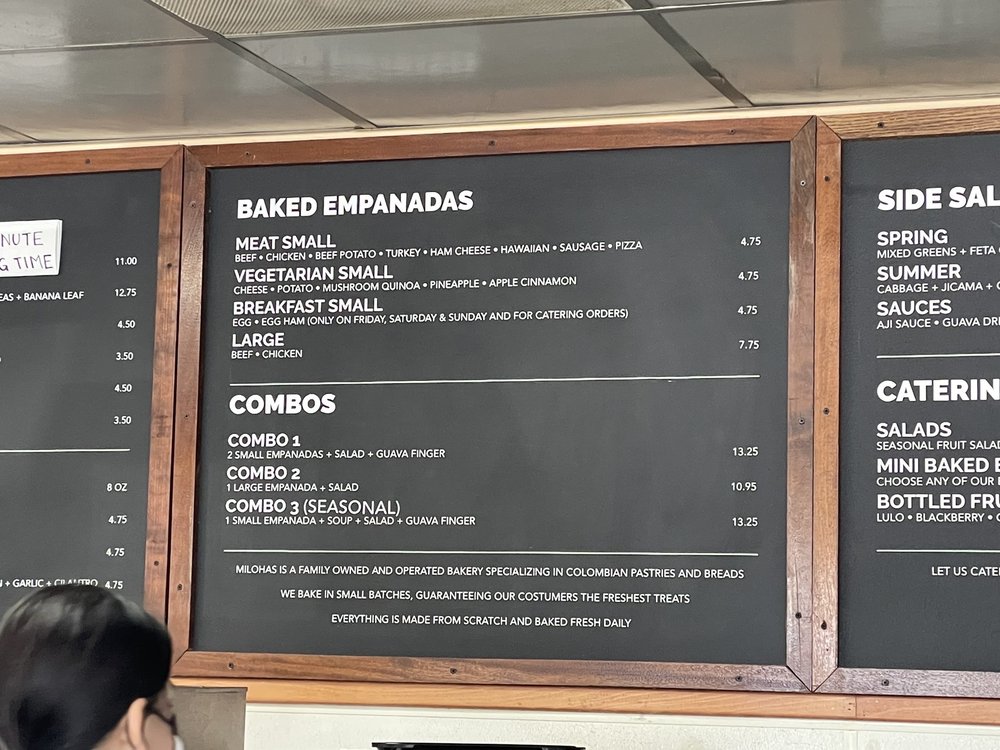 NUTE
G TIME
11.00
EAS + BANANA LEAF 12.75
4.50
3.50
4.50
3.50
8 OZ
4.75
4.75
+ GARLIC + CILANTRO 4.75
BAKED EMPANADAS
MEAT SMALL 4.75
BEEF • CHICKEN • BEEF POTATO • TURKEY • HAM CHEESE • HAWAIIAN • SAUSAGE • PIZZA
VEGETARIAN SMALL 4.75
CHEESE • POTATO • MUSHROOM QUINOA • PINEAPPLE • APPLE CINNAMON
BREAKFAST SMALL 4.75
EGG • EGG HAM (ONLY ON FRIDAY, SATURDAY & SUNDAY AND FOR CATERING ORDERS)
LARGE 7.75
BEEF • CHICKEN
COMBOS
COMBO 1 13.25
2 SMALL EMPANADAS + SALAD + GUAVA FINGER
COMBO 2 10.95
1 LARGE EMPANADA + SALAD
COMBO 3 (SEASONAL) 13.25
1 SMALL EMPANADA + SOUP + SALAD + GUAVA FINGER
MILOHAS IS A FAMILY OWNED AND OPERATED BAKERY SPECIALIZING IN COLOMBIAN PASTRIES AND BREADS
WE BAKE IN SMALL BATCHES, GUARANTEEING OUR COSTUMERS THE FRESHEST TREATS
EVERYTHING IS MADE FROM SCRATCH AND BAKED FRESH DAILY
SIDE SAL
SPRING
MIXED GREENS + FETA
SUMMER
CABBAGE + JICAMA +
SAUCES
AJI SAUCE • GUAVA DRE
CATERIN
SALADS
SEASONAL FRUIT SALAD
MINI BAKED E
CHOOSE ANY OF OUR
BOTTLED FRU
LULO • BLACKBERRY •
LET US CATE